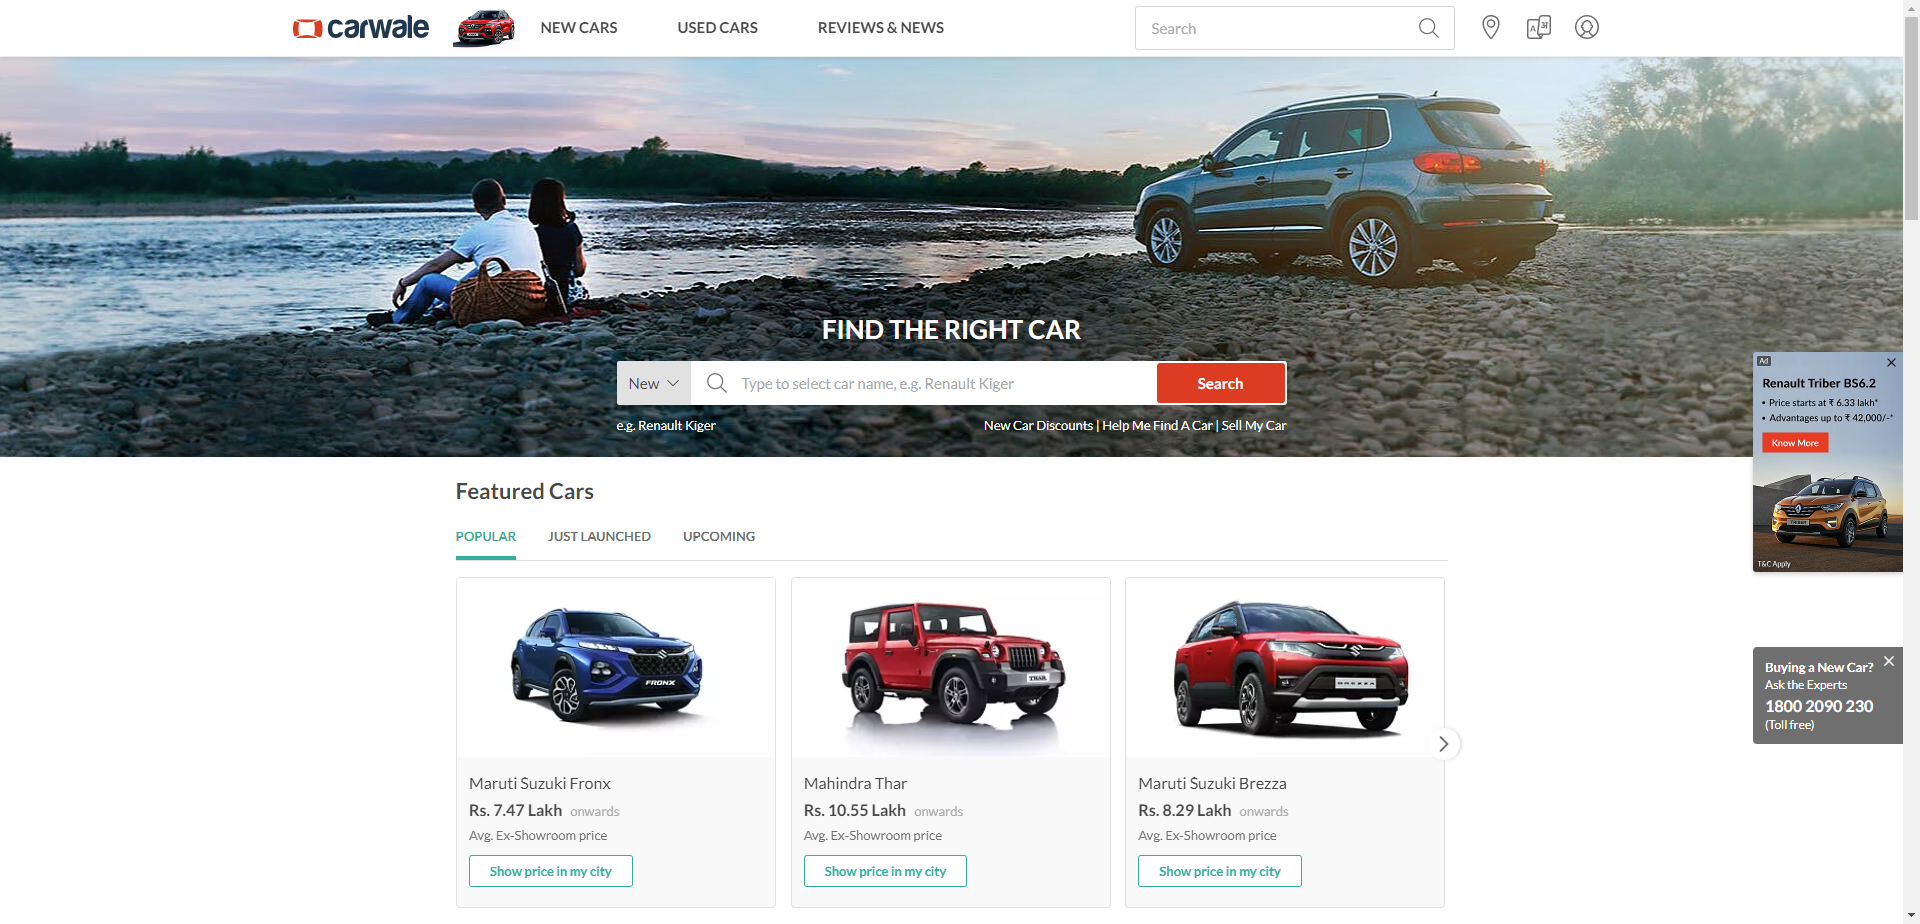 carwale
NEW CARS
USED CARS
REVIEWS & NEWS
Search
FIND THE RIGHT CAR
New
Type to select car name, e.g. Renault Kiger
Search
e.g. Renault Kiger
New Car Discounts | Help Me Find A Car | Sell My Car
Ad
Renault Triber BS6.2
• Price starts at ₹ 6.33 lakh*
• Advantages up to ₹ 42,000/-*
Know More
TRIBER
T&C Apply
Featured Cars
POPULAR
JUST LAUNCHED
UPCOMING
FRONX
THAR
BREZZA
Buying a New Car?
Ask the Experts
1800 2090 230
(Toll free)
Maruti Suzuki Fronx
Rs. 7.47 Lakh onwards
Avg. Ex-Showroom price
Show price in my city
Mahindra Thar
Rs. 10.55 Lakh onwards
Avg. Ex-Showroom price
Show price in my city
Maruti Suzuki Brezza
Rs. 8.29 Lakh onwards
Avg. Ex-Showroom price
Show price in my city